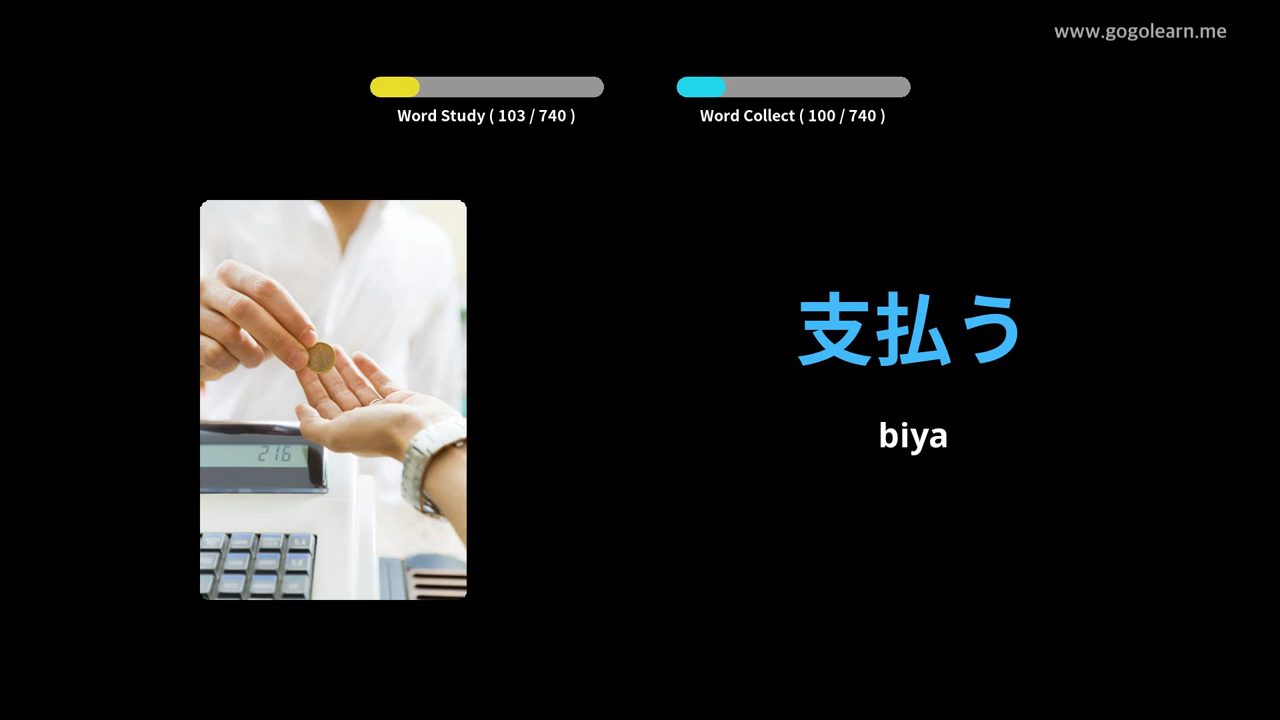 www.gogolearn.me
Word Study ( 103 / 740 )
Word Collect ( 100 / 740 )
216
支払う
biya